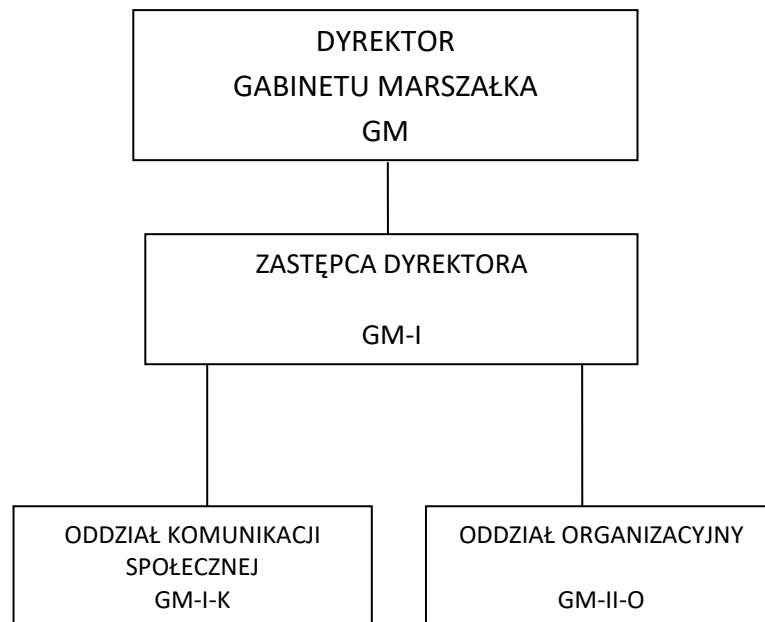 DYREKTOR
GABINETU MARSZAŁKA
GM
ZASTĘPCA DYREKTORA
GM-I
ODDZIAŁ KOMUNIKACJI
SPOŁECZNEJ
GM-I-K
ODDZIAŁ ORGANIZACYJNY
GM-II-O